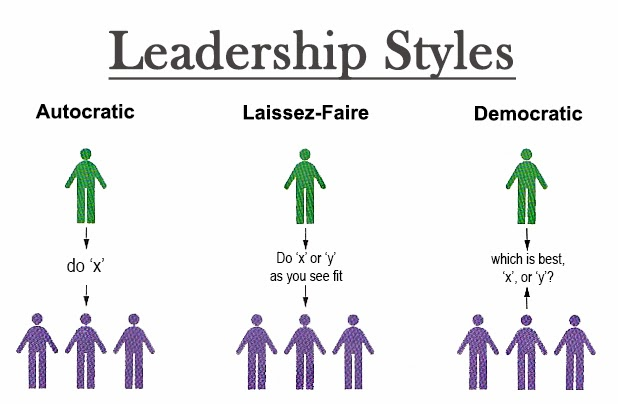 Leadership Styles
Autocratic
do ‘x’
Laissez-Faire
Do ‘x’ or ‘y’
as you see fit
Democratic
which is best,
‘x’, or ‘y’?